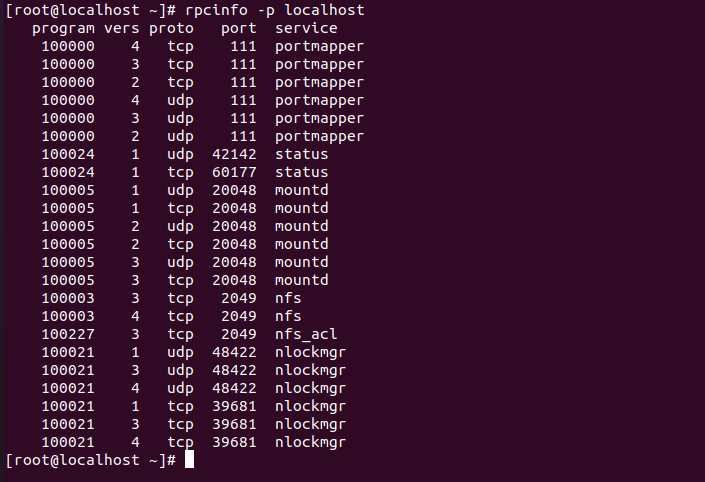 [root@localhost ~]# rpcinfo -p localhost
   program vers proto   port  service
    100000    4   tcp    111  portmapper
    100000    3   tcp    111  portmapper
    100000    2   tcp    111  portmapper
    100000    4   udp    111  portmapper
    100000    3   udp    111  portmapper
    100000    2   udp    111  portmapper
    100024    1   udp  42142  status
    100024    1   tcp  60177  status
    100005    1   udp  20048  mountd
    100005    1   tcp  20048  mountd
    100005    2   udp  20048  mountd
    100005    2   tcp  20048  mountd
    100005    3   udp  20048  mountd
    100005    3   tcp  20048  mountd
    100003    3   tcp   2049  nfs
    100003    4   tcp   2049  nfs
    100227    3   tcp   2049  nfs_acl
    100021    1   udp  48422  nlockmgr
    100021    3   udp  48422  nlockmgr
    100021    4   udp  48422  nlockmgr
    100021    1   tcp  39681  nlockmgr
    100021    3   tcp  39681  nlockmgr
    100021    4   tcp  39681  nlockmgr
[root@localhost ~]#